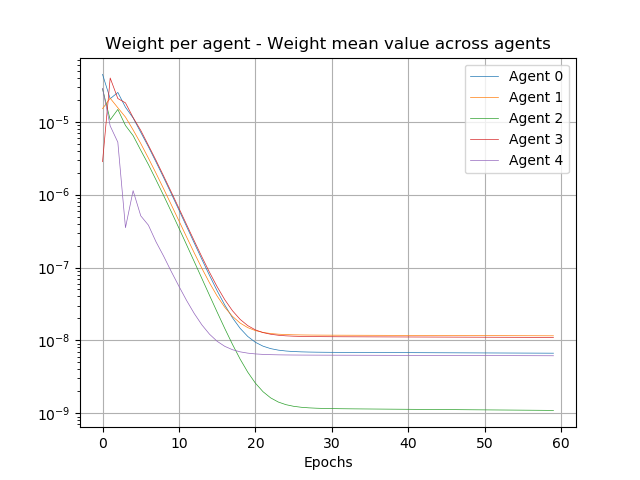 Weight per agent - Weight mean value across agents
Agent 0
Agent 1
Agent 2
Agent 3
Agent 4
10⁻⁵
10⁻⁶
10⁻⁷
10⁻⁸
10⁻⁹
0 10 20 30 40 50 60
Epochs